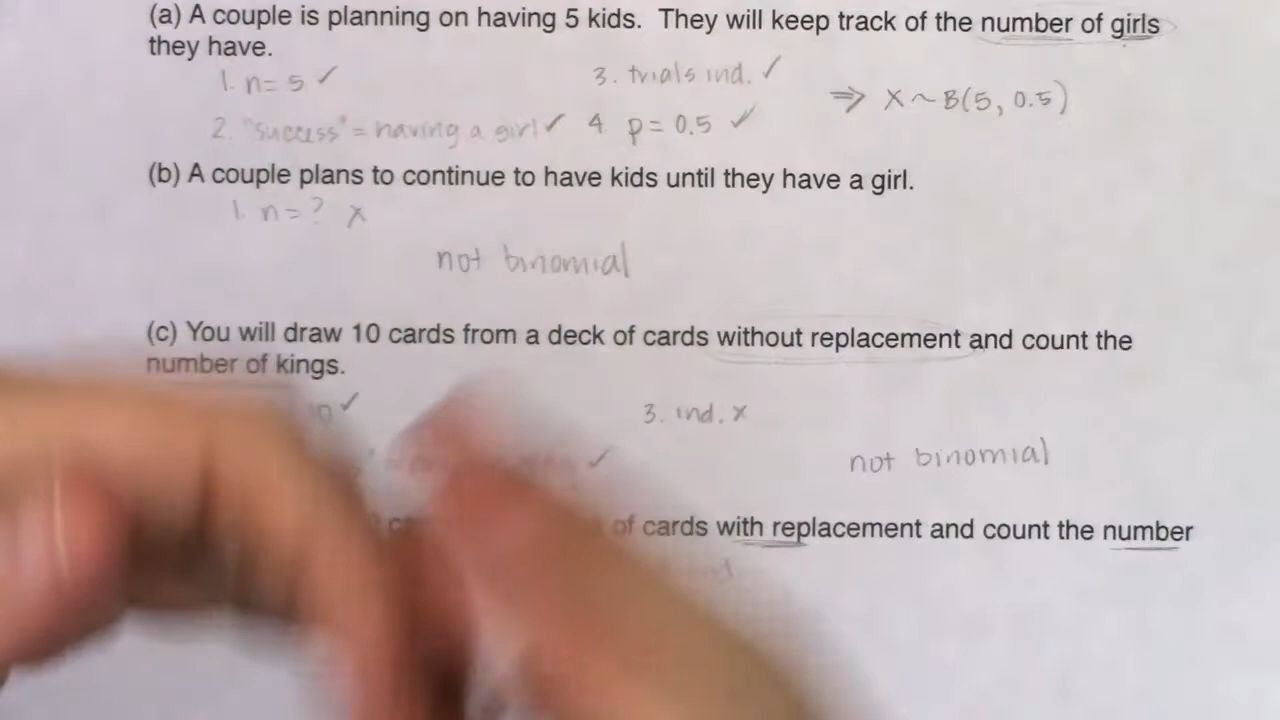 (a) A couple is planning on having 5 kids. They will keep track of the number of girls
they have.
1. n= 5 ✓ 3. trials ind. ✓
⇒ X ~ B(5, 0.5)
2. "success" = having a girl ✓ 4 p = 0.5 ✓
(b) A couple plans to continue to have kids until they have a girl.
1. n = ? x
not binomial
(c) You will draw 10 cards from a deck of cards without replacement and count the
number of kings.
✓ 3. ind. x
✓ not binomial
of cards with replacement and count the number